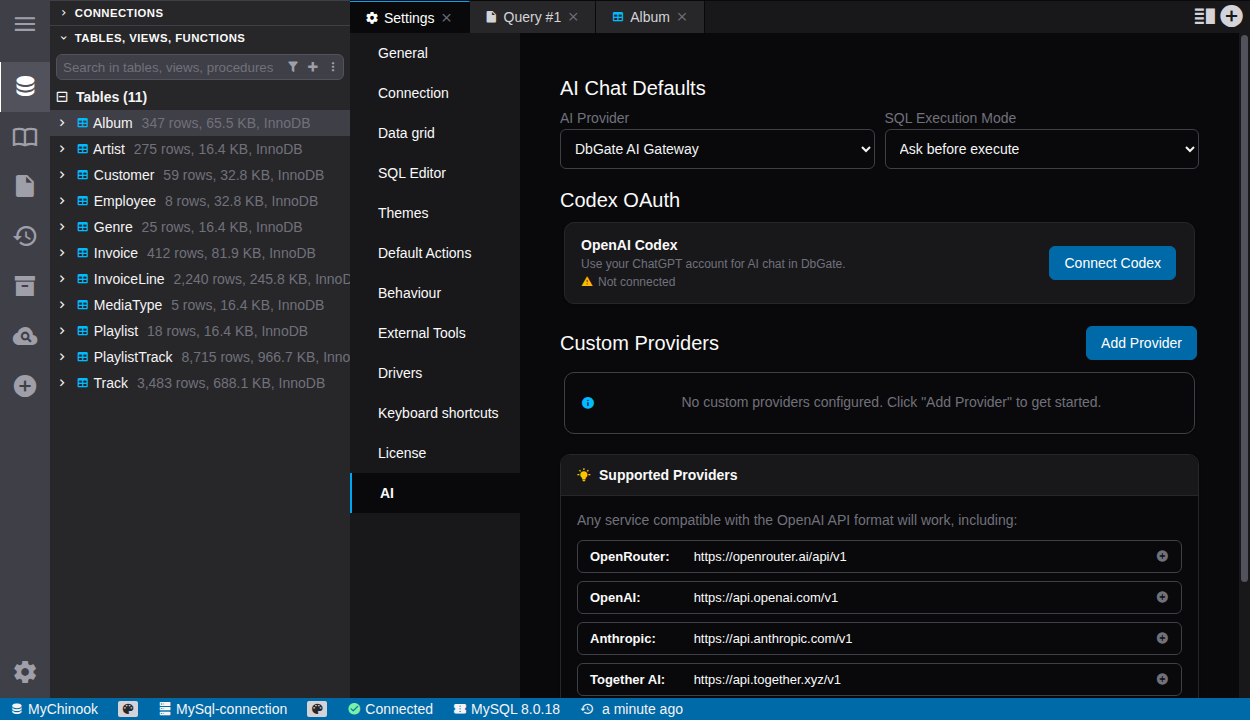 CONNECTIONS
TABLES, VIEWS, FUNCTIONS
Search in tables, views, procedures
Tables (11)
Album 347 rows, 65.5 KB, InnoDB
Artist 275 rows, 16.4 KB, InnoDB
Customer 59 rows, 32.8 KB, InnoDB
Employee 8 rows, 32.8 KB, InnoDB
Genre 25 rows, 16.4 KB, InnoDB
Invoice 412 rows, 81.9 KB, InnoDB
InvoiceLine 2,240 rows, 245.8 KB, InnoD
MediaType 5 rows, 16.4 KB, InnoDB
Playlist 18 rows, 16.4 KB, InnoDB
PlaylistTrack 8,715 rows, 966.7 KB, Inno
Track 3,483 rows, 688.1 KB, InnoDB
Settings
Query #1
Album
General
Connection
Data grid
SQL Editor
Themes
Default Actions
Behaviour
External Tools
Drivers
Keyboard shortcuts
License
AI
AI Chat Defaults
AI Provider
SQL Execution Mode
DbGate AI Gateway
Ask before execute
Codex OAuth
OpenAI Codex
Use your ChatGPT account for AI chat in DbGate.
Not connected
Connect Codex
Custom Providers
Add Provider
No custom providers configured. Click "Add Provider" to get started.
Supported Providers
Any service compatible with the OpenAI API format will work, including:
OpenRouter: https://openrouter.ai/api/v1
OpenAI: https://api.openai.com/v1
Anthropic: https://api.anthropic.com/v1
Together AI: https://api.together.xyz/v1
MyChinook
MySql-connection
Connected
MySQL 8.0.18
a minute ago